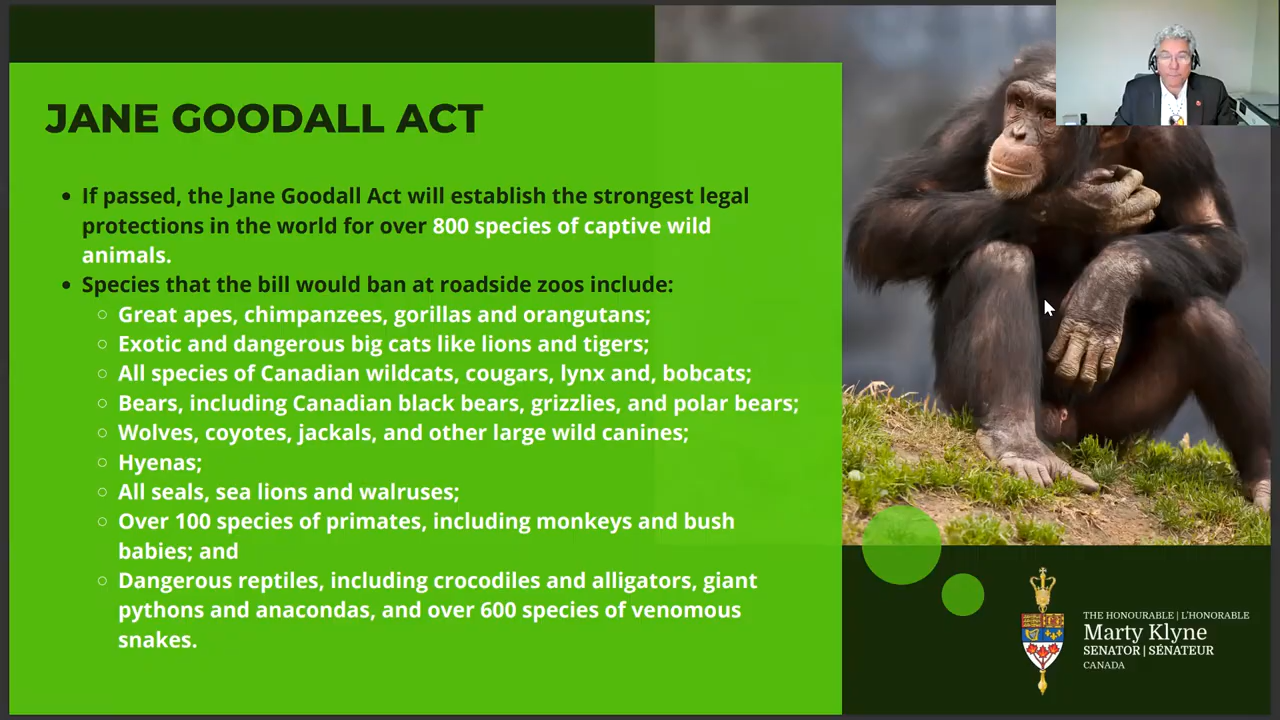 JANE GOODALL ACT
• If passed, the Jane Goodall Act will establish the strongest legal
protections in the world for over 800 species of captive wild
animals.
• Species that the bill would ban at roadside zoos include:
○ Great apes, chimpanzees, gorillas and orangutans;
○ Exotic and dangerous big cats like lions and tigers;
○ All species of Canadian wildcats, cougars, lynx and, bobcats;
○ Bears, including Canadian black bears, grizzlies, and polar bears;
○ Wolves, coyotes, jackals, and other large wild canines;
○ Hyenas;
○ All seals, sea lions and walruses;
○ Over 100 species of primates, including monkeys and bush
babies; and
○ Dangerous reptiles, including crocodiles and alligators, giant
pythons and anacondas, and over 600 species of venomous
snakes.
THE HONOURABLE | L'HONORABLE
Marty Klyne
SENATOR | SÉNATEUR
CANADA